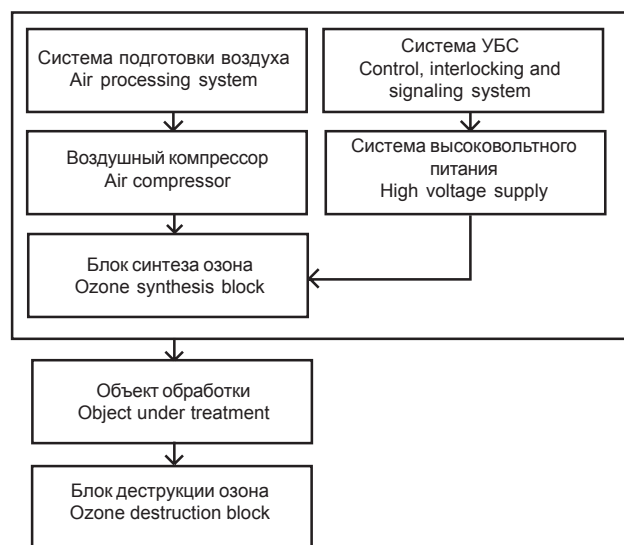 Система подготовки воздуха
Air processing system
Система УБС
Control, interlocking and
signaling system
Воздушный компрессор
Air compressor
Система высоковольтного
питания
High voltage supply
Блок синтеза озона
Ozone synthesis block
Объект обработки
Object under treatment
Блок деструкции озона
Ozone destruction block